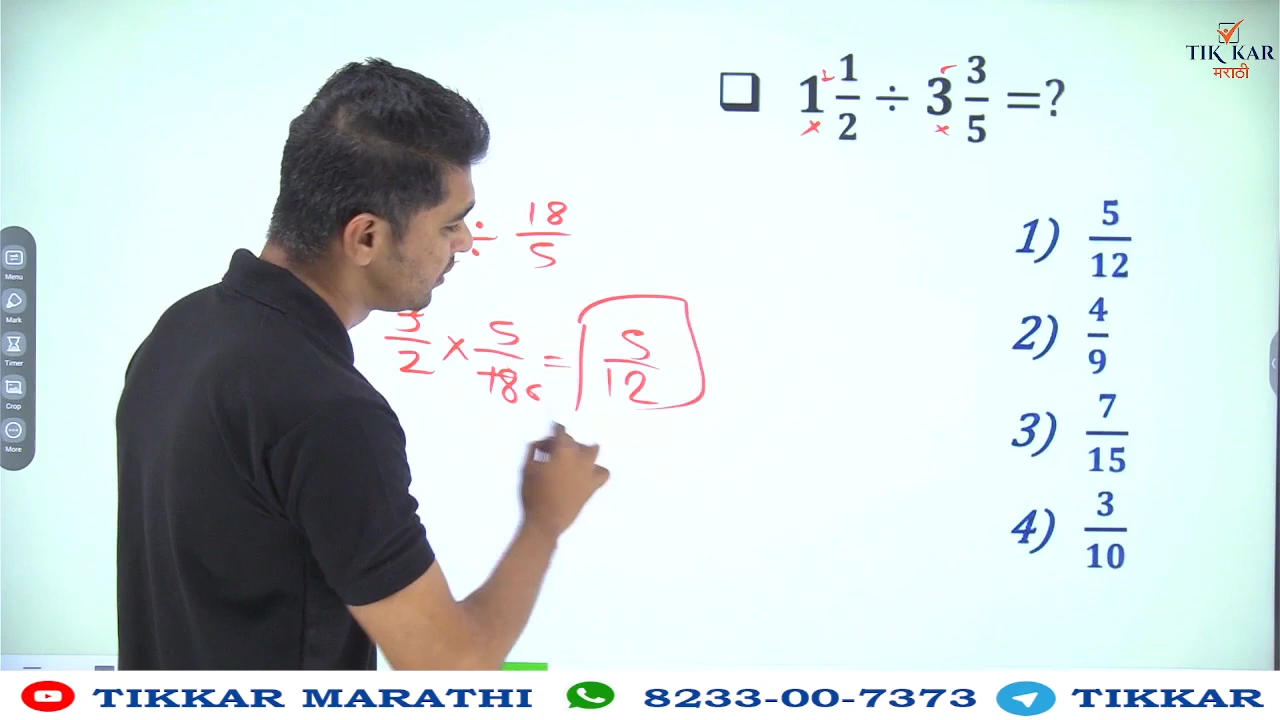 TIKKAR
मराठी
1 1/2 ÷ 3 3/5 =?
1) 5/12
2) 4/9
3) 7/15
4) 3/10
÷ 18/5
3/2 × 5/18 6 = 5/12
Menu
Mark
Timer
Crop
More
TIKKAR MARATHI 8233-00-7373 TIKKAR